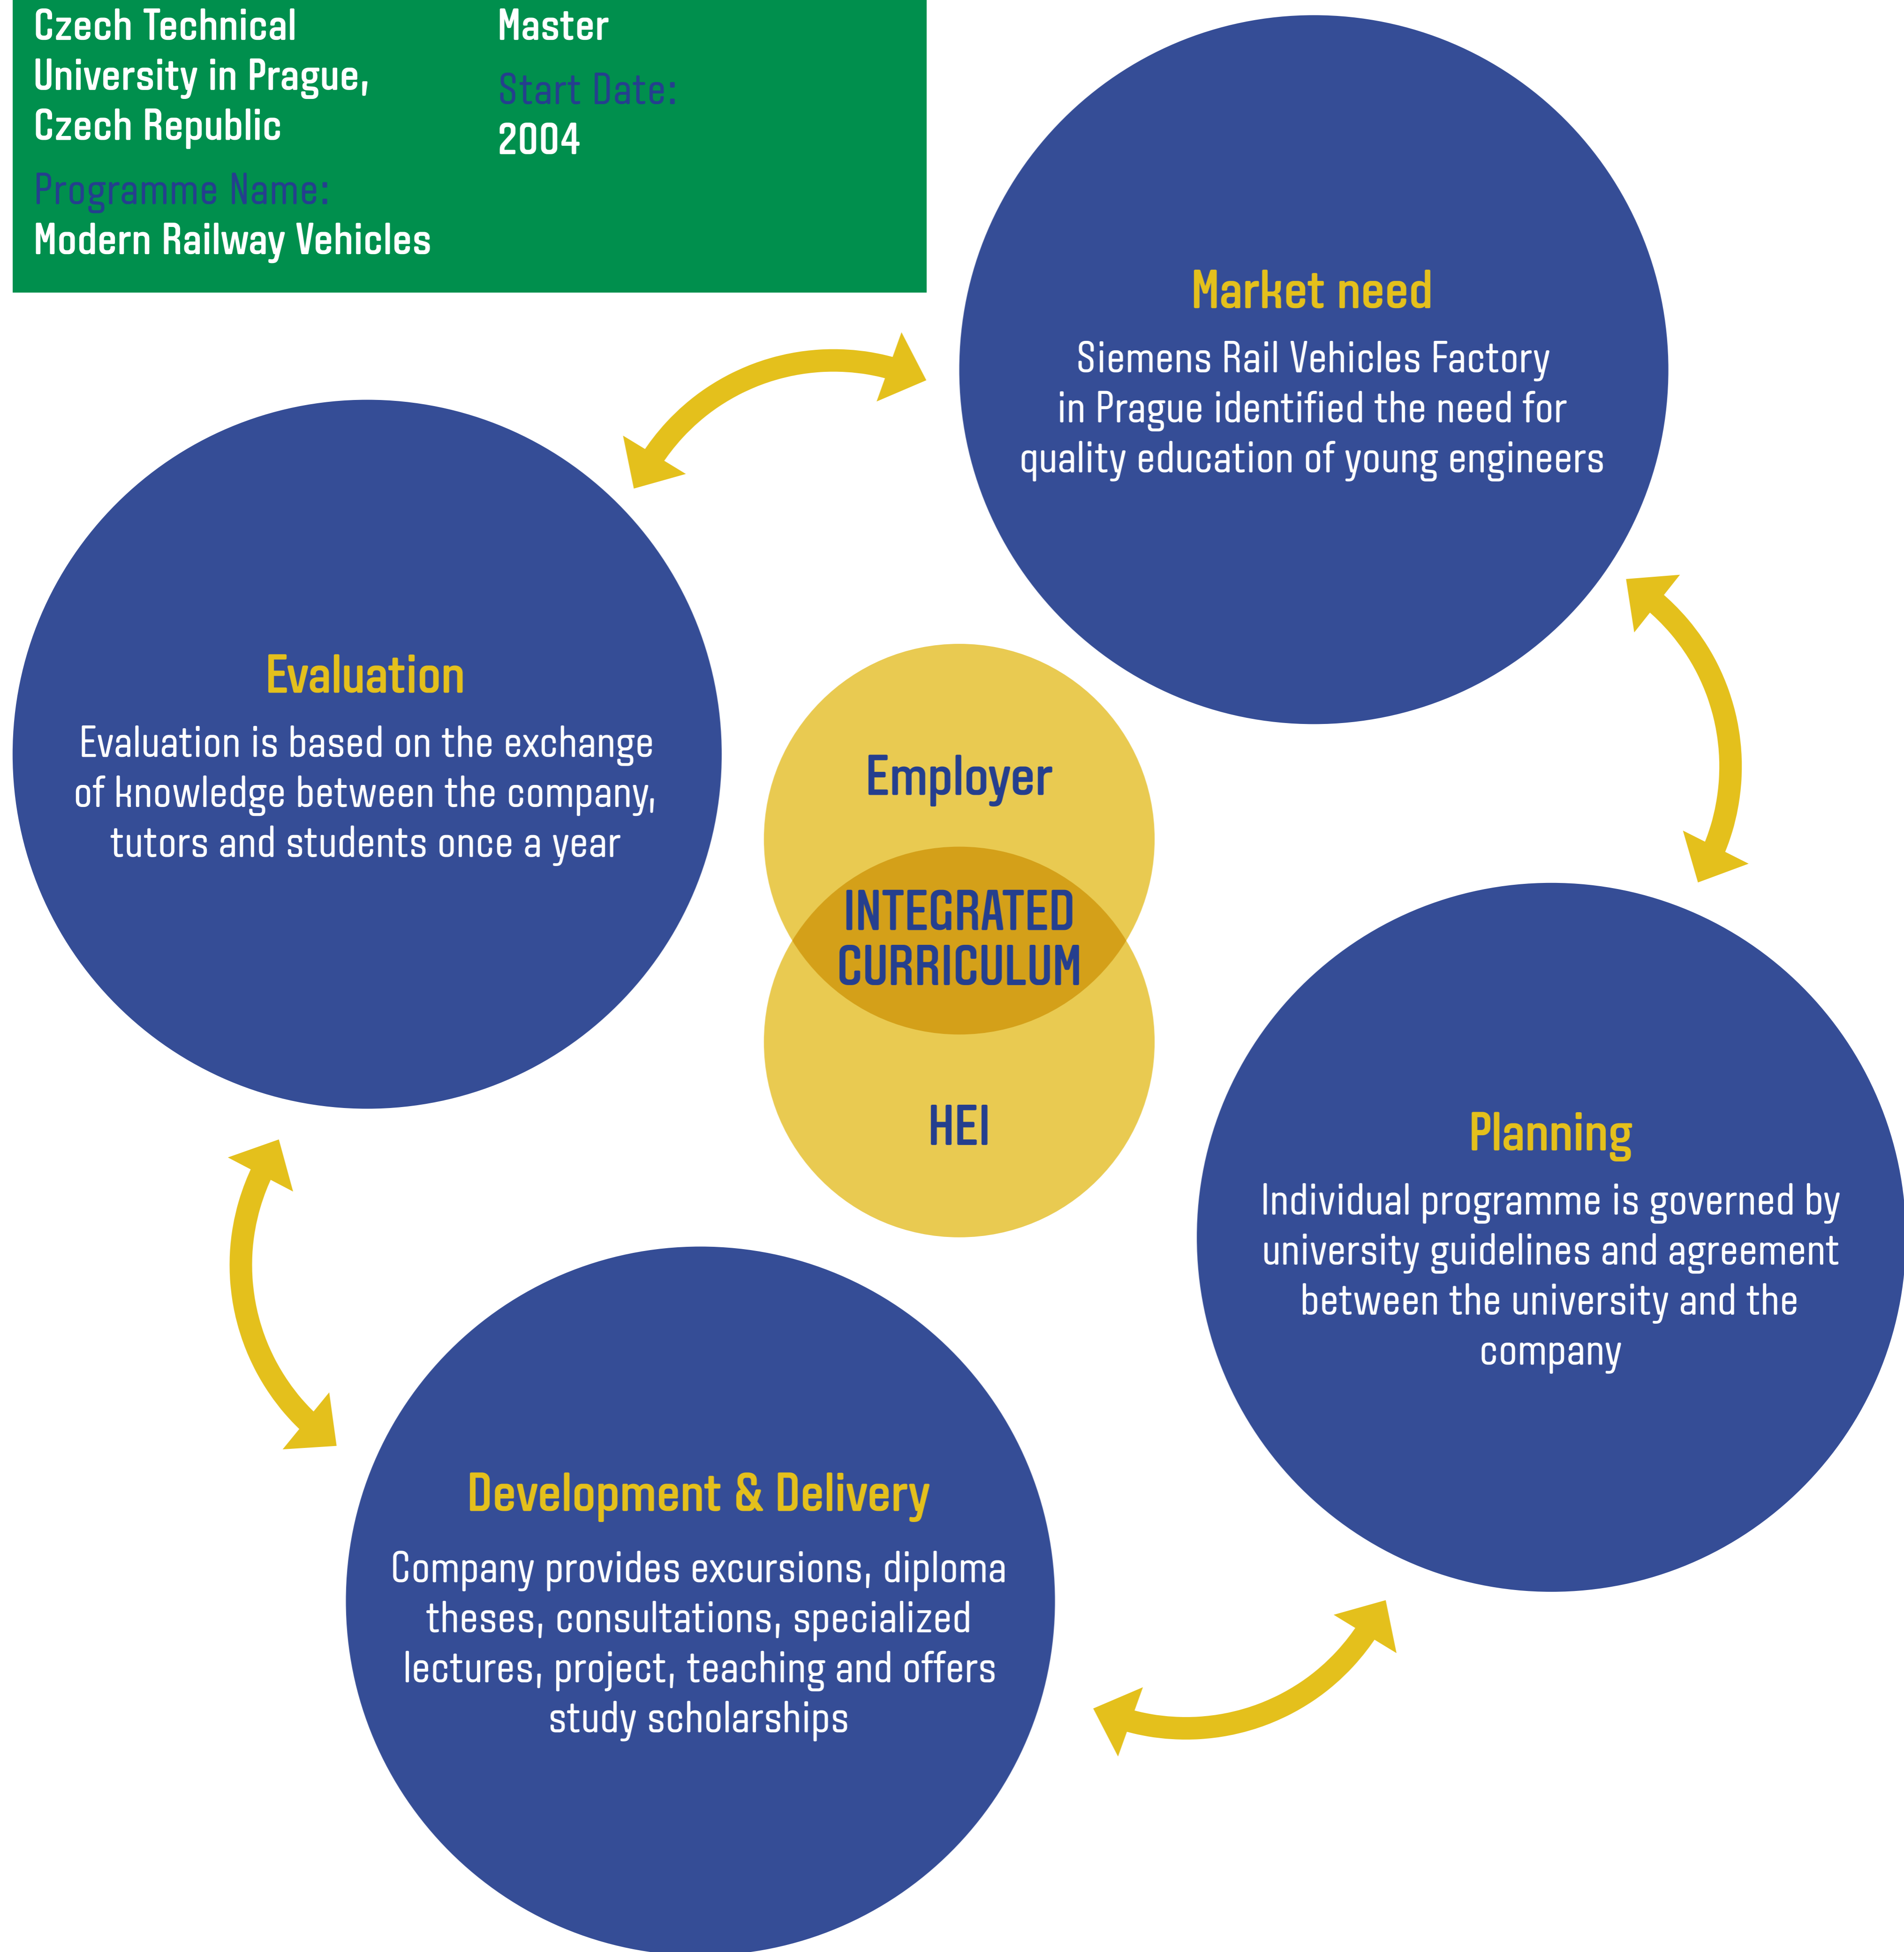 Czech Technical
University in Prague,
Czech Republic
Programme Name:
Modern Railway Vehicles
Master
Start Date:
2004
Market need
Siemens Rail Vehicles Factory
in Prague identified the need for
quality education of young engineers
Evaluation
Evaluation is based on the exchange
of knowledge between the company,
tutors and students once a year
Employer
INTEGRATED
CURRICULUM
HEI
Planning
Individual programme is governed by
university guidelines and agreement
between the university and the
company
Development & Delivery
Company provides excursions, diploma
theses, consultations, specialized
lectures, project, teaching and offers
study scholarships